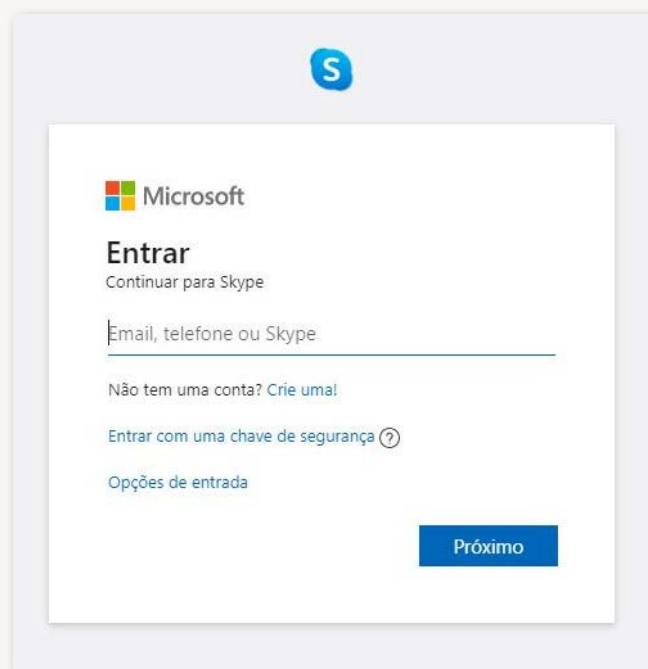 S
Microsoft
Entrar
Continuar para Skype
Email, telefone ou Skype
Não tem uma conta? Crie uma!
Entrar com uma chave de segurança ?
Opções de entrada
Próximo